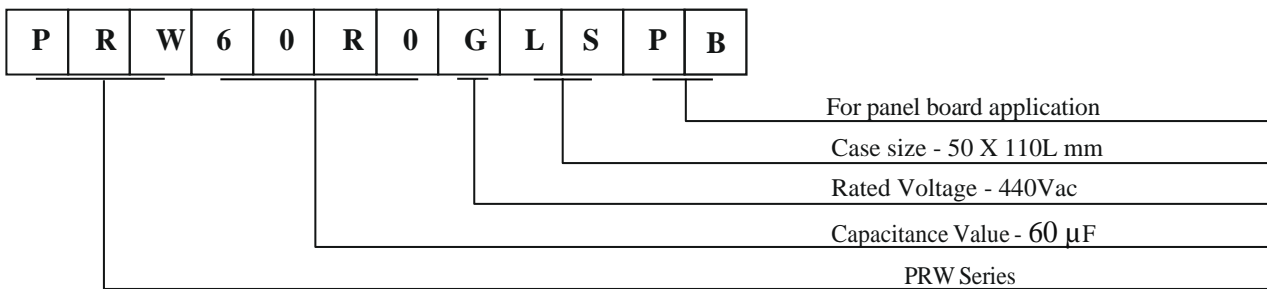 P R W 6 0 R 0 G L S P B
For panel board application
Case size - 50 X 110L mm
Rated Voltage - 440Vac
Capacitance Value - 60 µF
PRW Series